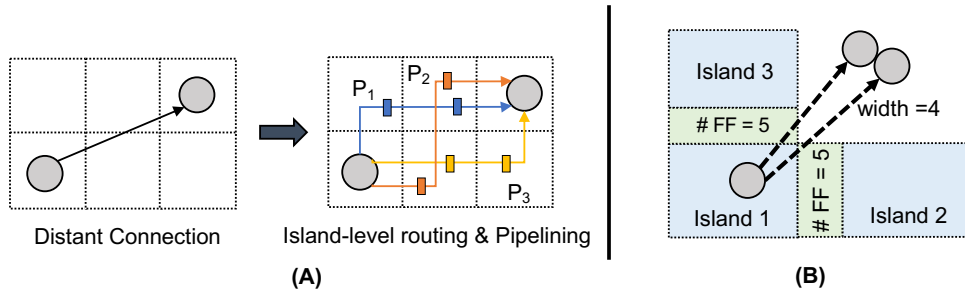 P1
P2
P3
Distant Connection
Island-level routing & Pipelining
(A)
Island 3
# FF = 5
width =4
Island 1
# FF = 5
Island 2
(B)